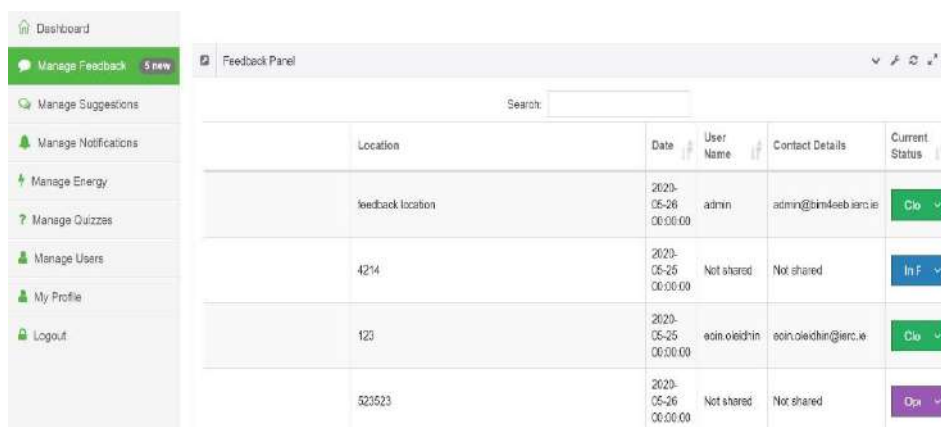 Dashboard
Manage Feedback 5 new
Manage Suggestions
Manage Notifications
Manage Energy
Manage Quizzes
Manage Users
My Profile
Logout
Feedback Panel
Search:
Location Date User Name Contact Details Current Status
feedback location 2020-05-26 00:00:00 admin admin@bim4eeb.ierc.ie Clo
4214 2020-05-25 00:00:00 Not shared Not shared In F
123 2020-05-25 00:00:00 eoin.oleidhin eoin.oleidhin@ierc.ie Clo
523523 2020-05-26 00:00:00 Not shared Not shared Ope